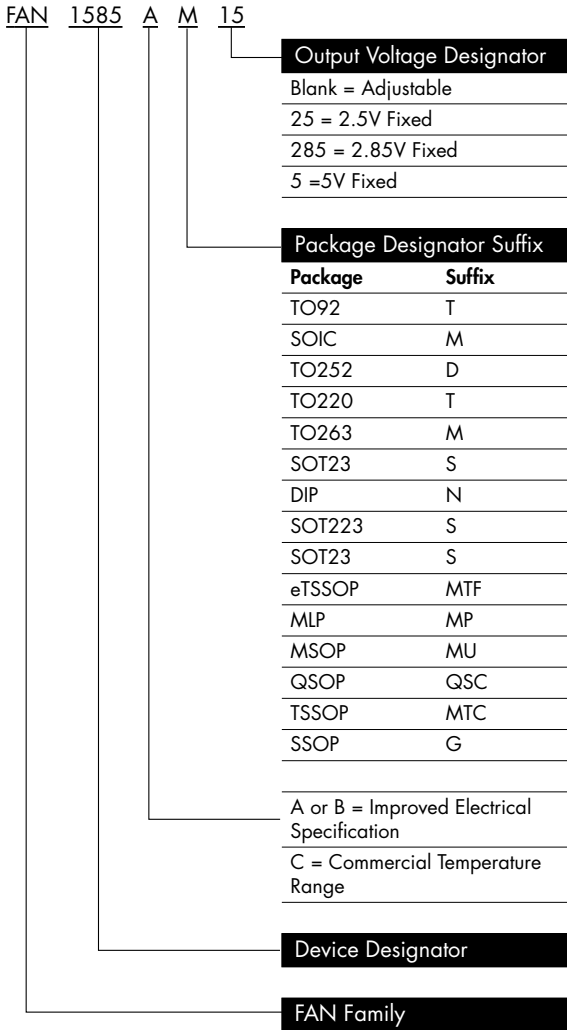 FAN 1585 A M 15
Output Voltage Designator
Blank = Adjustable
25 = 2.5V Fixed
285 = 2.85V Fixed
5 =5V Fixed
Package Designator Suffix
Package Suffix
TO92 T
SOIC M
TO252 D
TO220 T
TO263 M
SOT23 S
DIP N
SOT223 S
SOT23 S
eTSSOP MTF
MLP MP
MSOP MU
QSOP QSC
TSSOP MTC
SSOP G
A or B = Improved Electrical
Specification
C = Commercial Temperature
Range
Device Designator
FAN Family